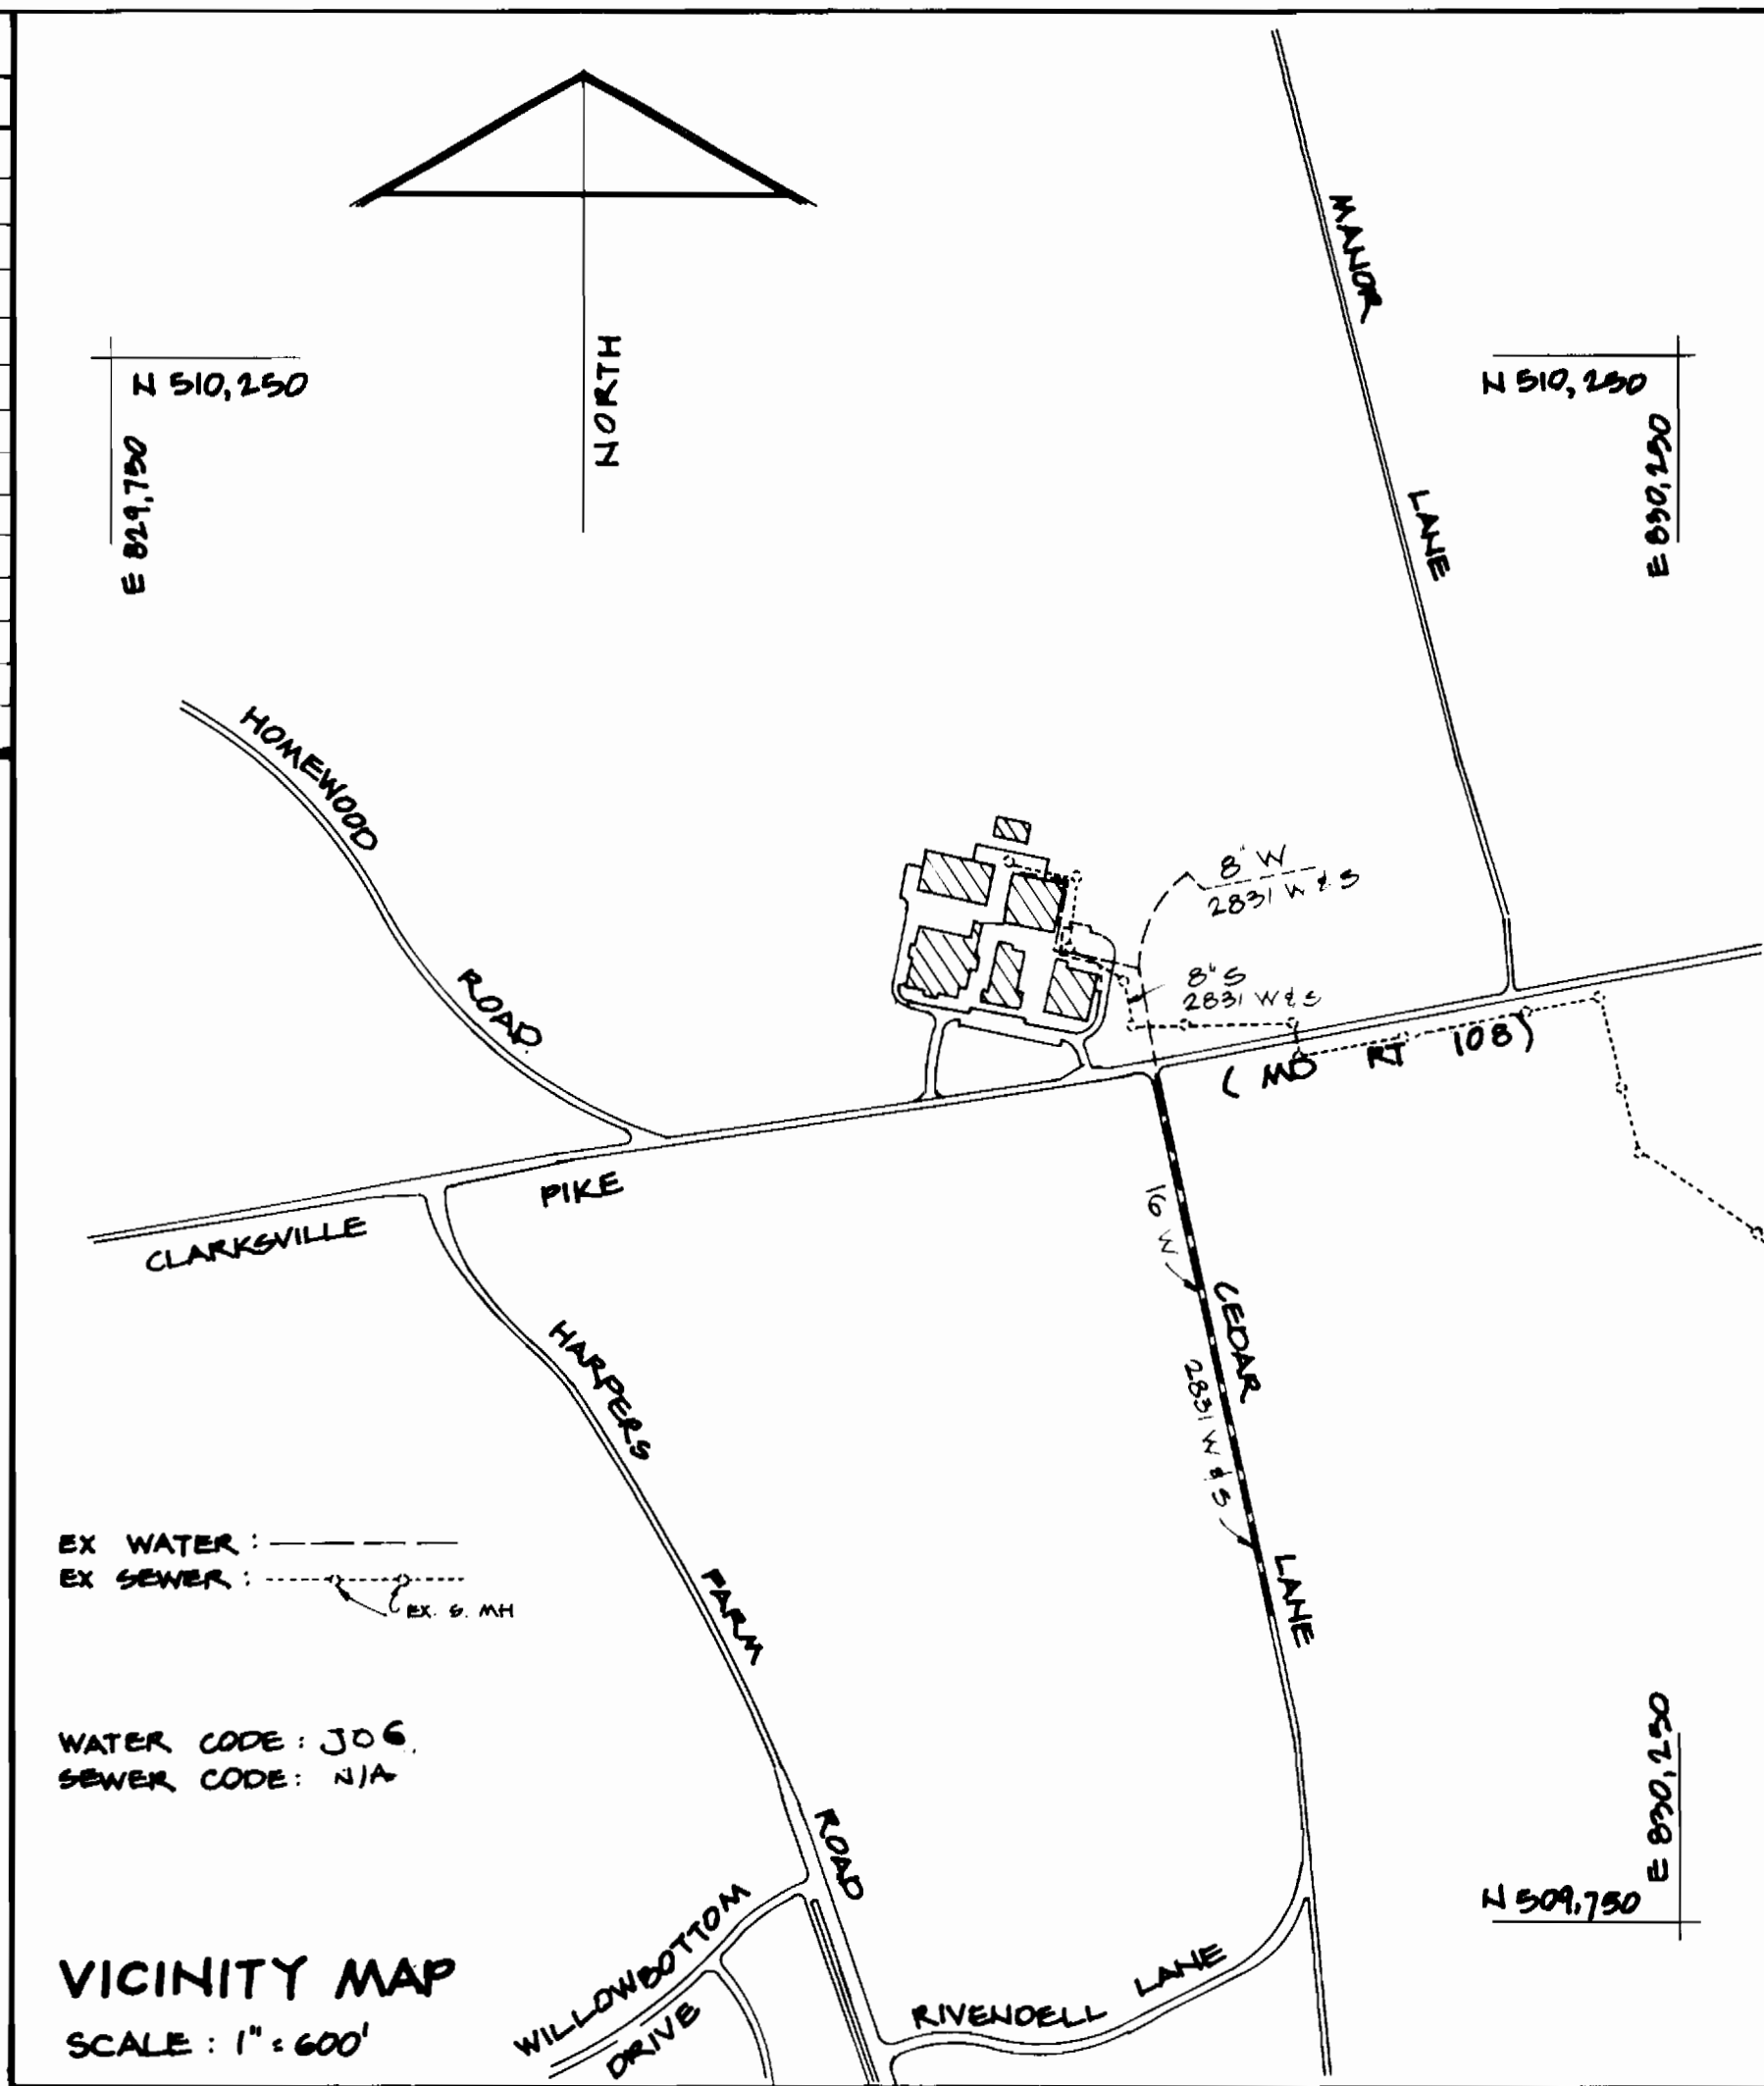 MANOR
LANE
NORTH
N 510,250
E 829,750
N 510,250
E 830,250
HOMEWOOD
ROAD
8" W
2831 W & S
8" S
2831 W & S
(MD RT 108)
CLARKSVILLE
PIKE
16 W
CEDAR
LANE
2831 W & S
HARPERS
FARM
ROAD
EX WATER :
EX SEWER :
EX. S. MH
WATER CODE : J06.
SEWER CODE : N/A
E 830,250
N 509,750
VICINITY MAP
SCALE : 1" = 600'
WILLOWBOTTOM
DRIVE
RIVENDELL LANE